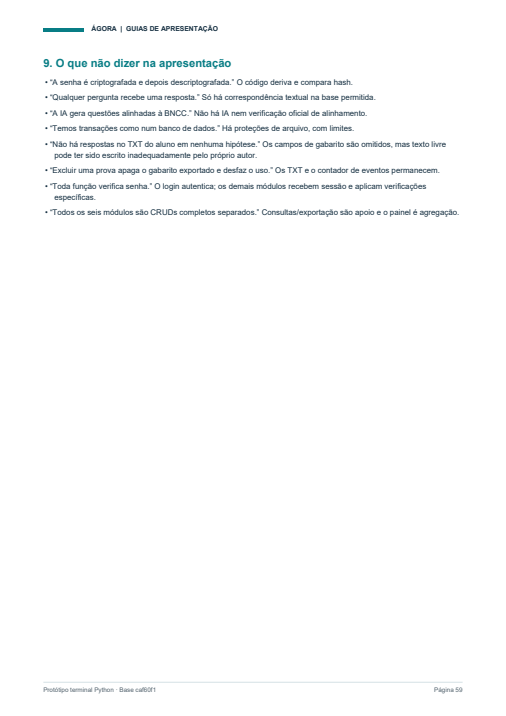 ÁGORA | GUIAS DE APRESENTAÇÃO
9. O que não dizer na apresentação
• “A senha é criptografada e depois descriptografada.” O código deriva e compara hash.
• “Qualquer pergunta recebe uma resposta.” Só há correspondência textual na base permitida.
• “A IA gera questões alinhadas à BNCC.” Não há IA nem verificação oficial de alinhamento.
• “Temos transações como num banco de dados.” Há proteções de arquivo, com limites.
• “Não há respostas no TXT do aluno em nenhuma hipótese.” Os campos de gabarito são omitidos, mas texto livre
pode ter sido escrito inadequadamente pelo próprio autor.
• “Excluir uma prova apaga o gabarito exportado e desfaz o uso.” Os TXT e o contador de eventos permanecem.
• “Toda função verifica senha.” O login autentica; os demais módulos recebem sessão e aplicam verificações
específicas.
• “Todos os seis módulos são CRUDs completos separados.” Consultas/exportação são apoio e o painel é agregação.
Protótipo terminal Python · Base caf60f1
Página 59